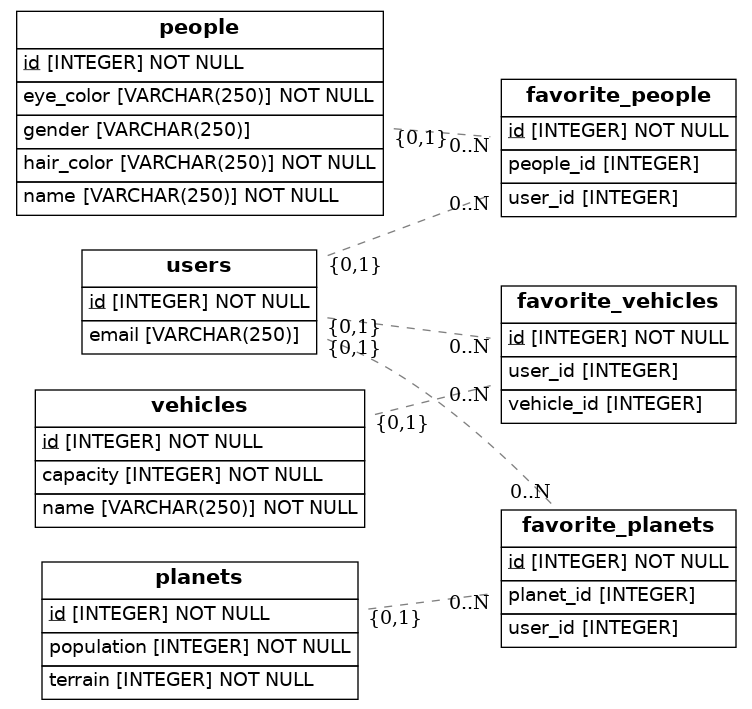 people
id [INTEGER] NOT NULL
eye_color [VARCHAR(250)] NOT NULL
gender [VARCHAR(250)]
hair_color [VARCHAR(250)] NOT NULL
name [VARCHAR(250)] NOT NULL
favorite_people
id [INTEGER] NOT NULL
people_id [INTEGER]
user_id [INTEGER]
{0,1}
0..N
0..N
{0,1}
users
id [INTEGER] NOT NULL
email [VARCHAR(250)]
favorite_vehicles
id [INTEGER] NOT NULL
user_id [INTEGER]
vehicle_id [INTEGER]
{0,1}
0..N
{0,1}
0..N
{0,1}
vehicles
id [INTEGER] NOT NULL
capacity [INTEGER] NOT NULL
name [VARCHAR(250)] NOT NULL
0..N
favorite_planets
id [INTEGER] NOT NULL
planet_id [INTEGER]
user_id [INTEGER]
planets
id [INTEGER] NOT NULL
population [INTEGER] NOT NULL
terrain [INTEGER] NOT NULL
0..N
{0,1}